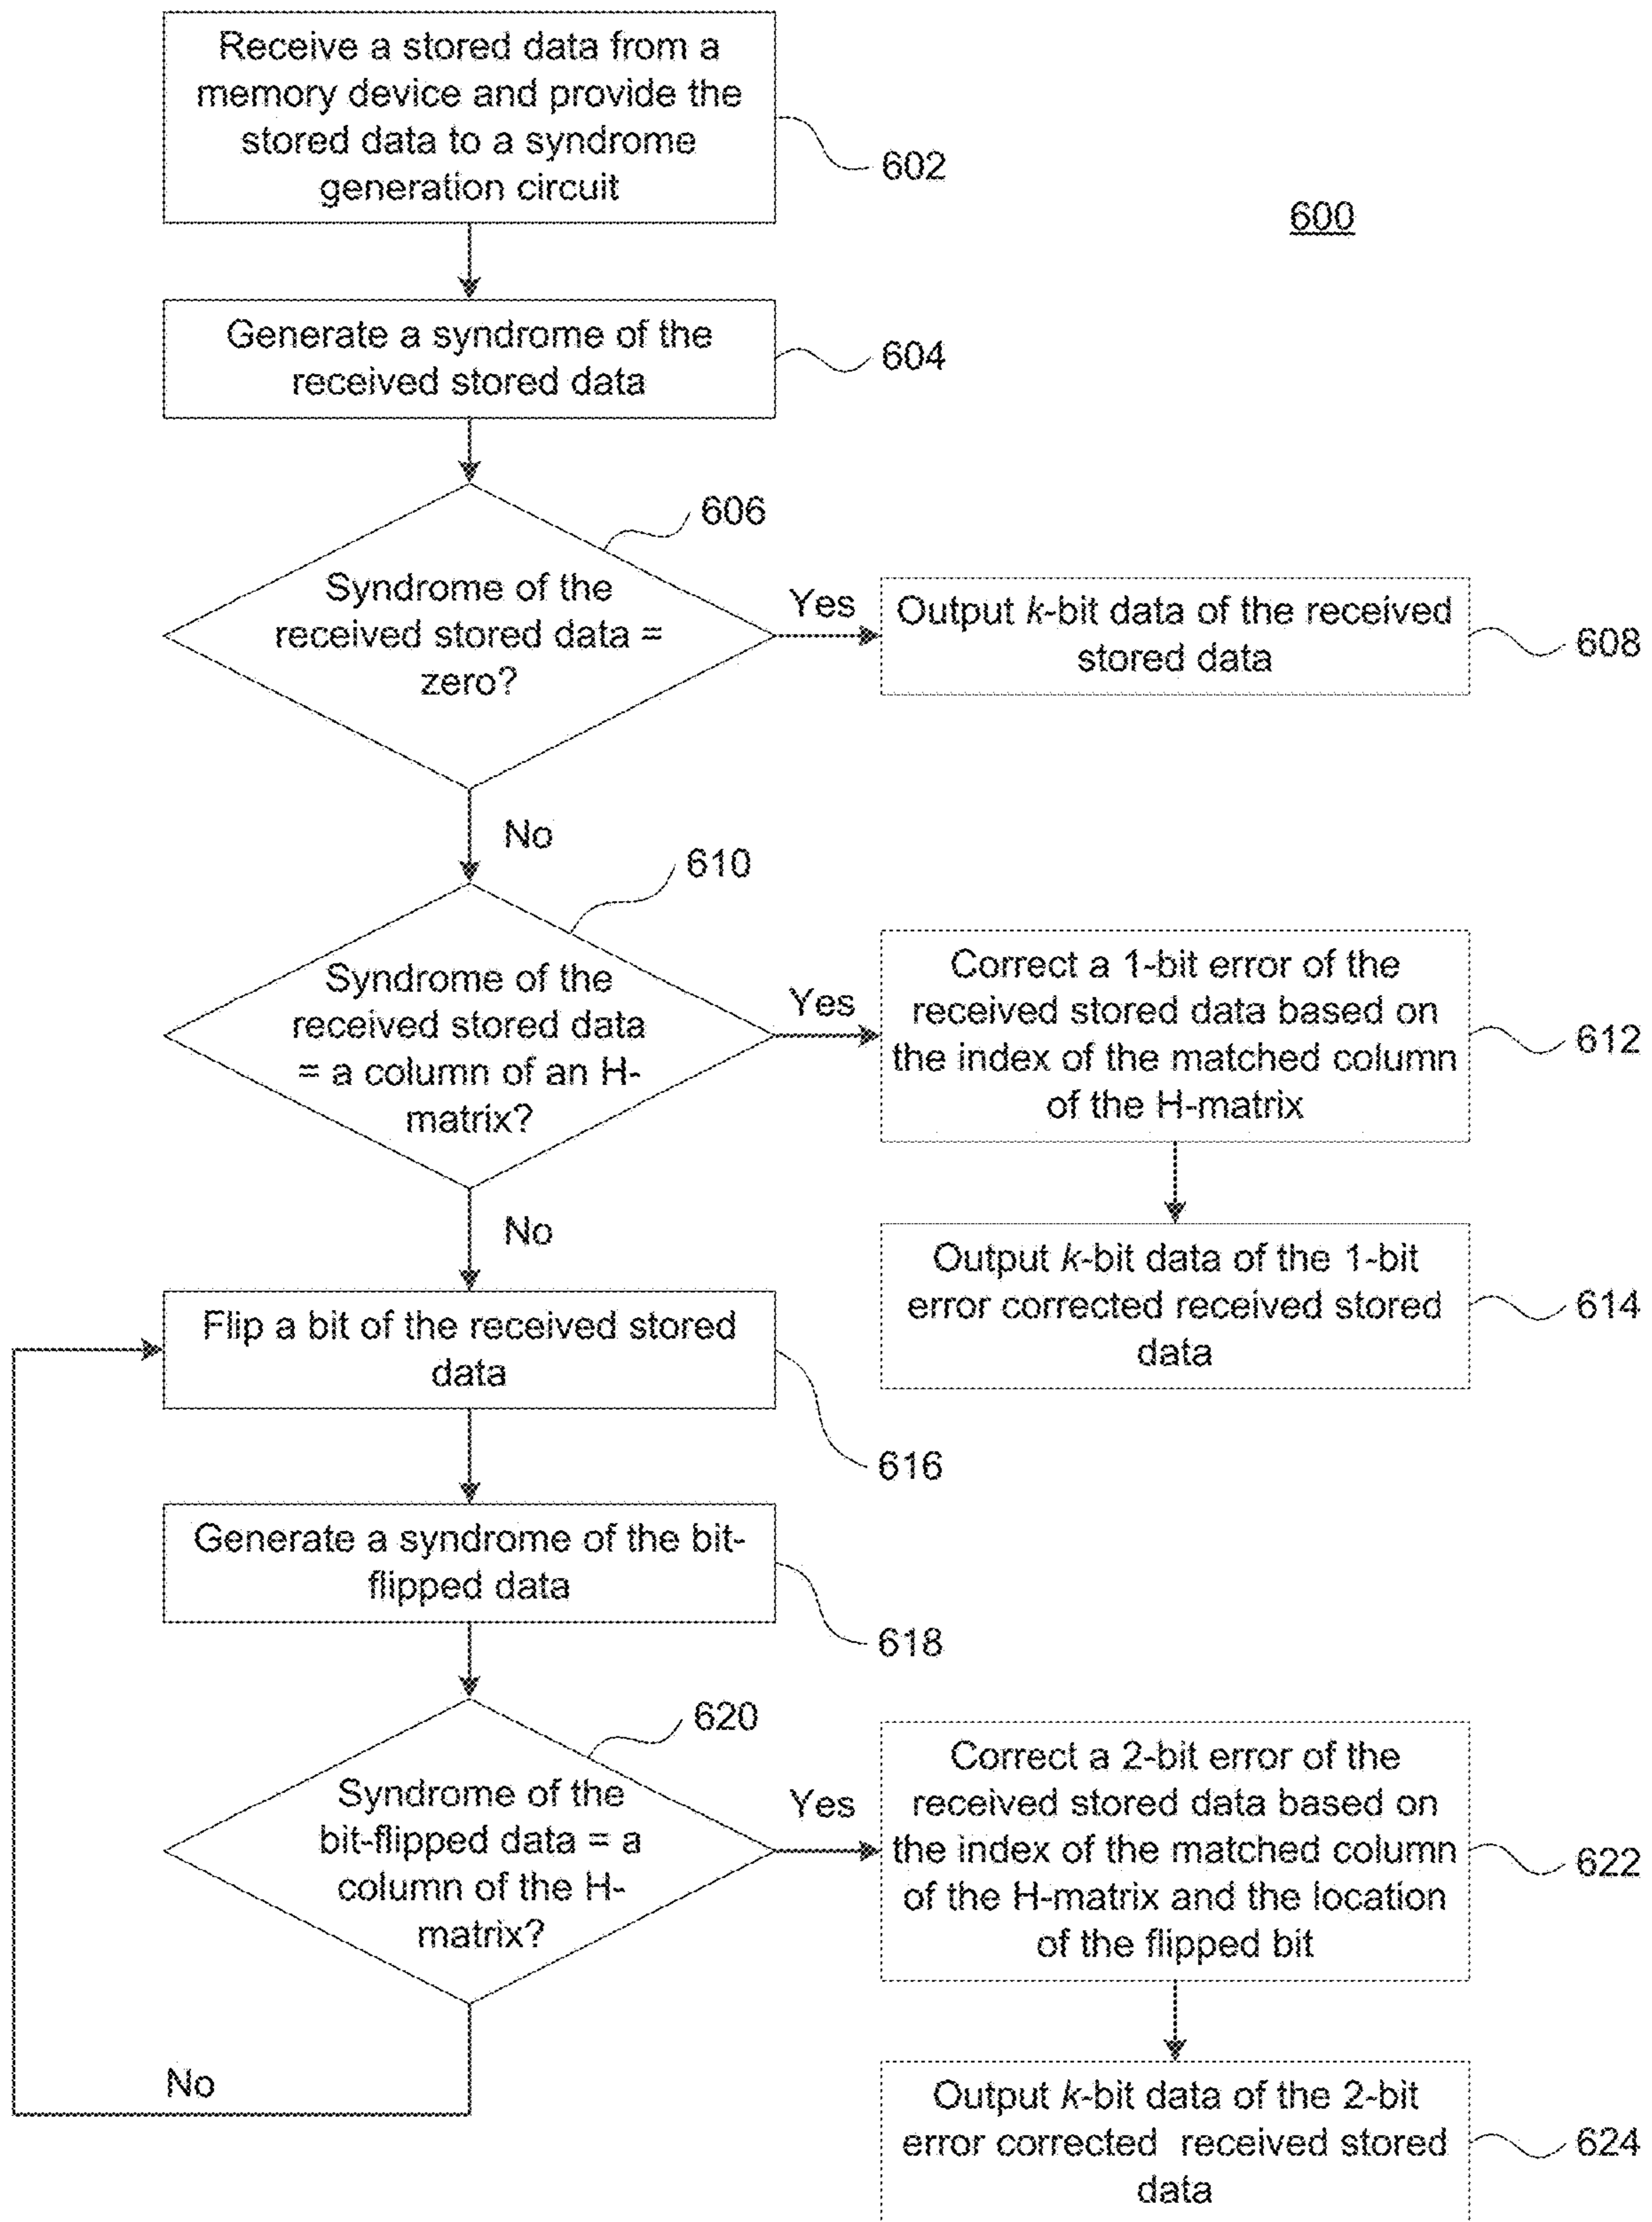 Receive a stored data from a
memory device and provide the
stored data to a syndrome
generation circuit
602
600
Generate a syndrome of the
received stored data
604
606
Syndrome of the
received stored data =
zero?
Yes
Output k-bit data of the received
stored data
608
No
610
Syndrome of the
received stored data
= a column of an H-
matrix?
Yes
Correct a 1-bit error of the
received stored data based on
the index of the matched column
of the H-matrix
612
No
Output k-bit data of the 1-bit
error corrected received stored
data
614
Flip a bit of the received stored
data
616
Generate a syndrome of the bit-
flipped data
618
620
Syndrome of the
bit-flipped data = a
column of the H-
matrix?
Yes
Correct a 2-bit error of the
received stored data based on
the index of the matched column
of the H-matrix and the location
of the flipped bit
622
No
Output k-bit data of the 2-bit
error corrected received stored
data
624